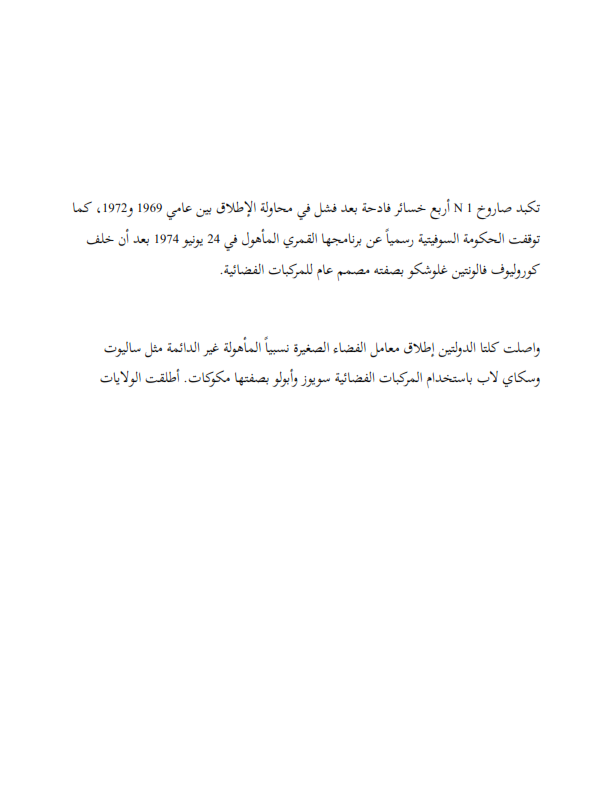 تكبد صاروخ N 1 أربع خسائر فادحة بعد فشل في محاولة الإطلاق بين عامي 1969 و1972، كما
توقفت الحكومة السوفيتية رسمياً عن برنامجها القمري المأهول في 24 يونيو 1974 بعد أن خلف
كوروليوف فالونتين غلوشكو بصفته مصمم عام للمركبات الفضائية.
واصلت كلتا الدولتين إطلاق معامل الفضاء الصغيرة نسبياً المأهولة غير الدائمة مثل ساليوت
وسكاي لاب باستخدام المركبات الفضائية سويوز وأبولو بصفتها مكوكات. أطلقت الولايات